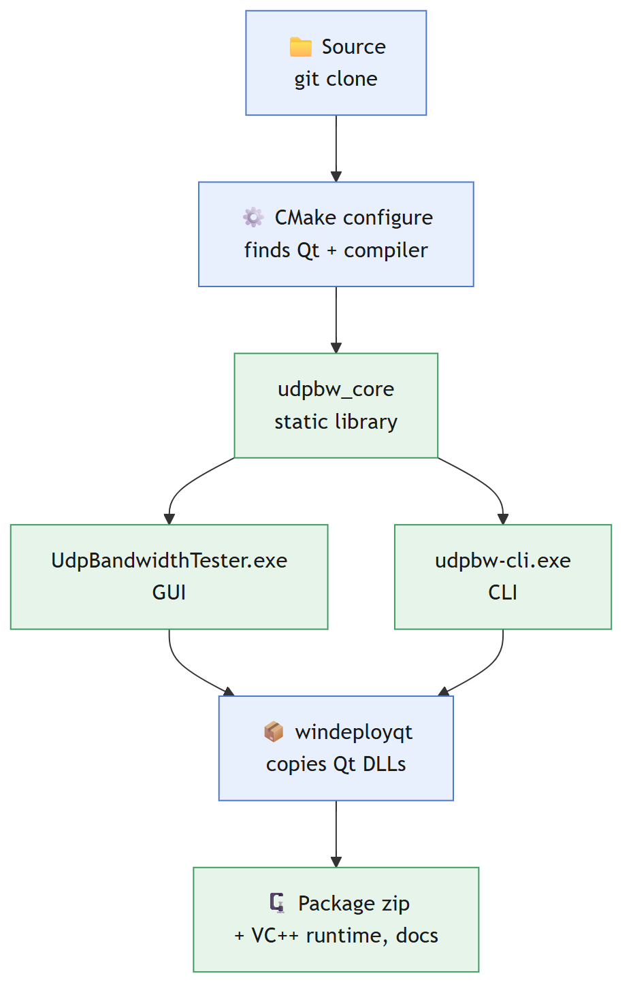 Source
git clone
CMake configure
finds Qt + compiler
udpbw_core
static library
UdpBandwidthTester.exe
GUI
udpbw-cli.exe
CLI
windeployqt
copies Qt DLLs
Package zip
+ VC++ runtime, docs